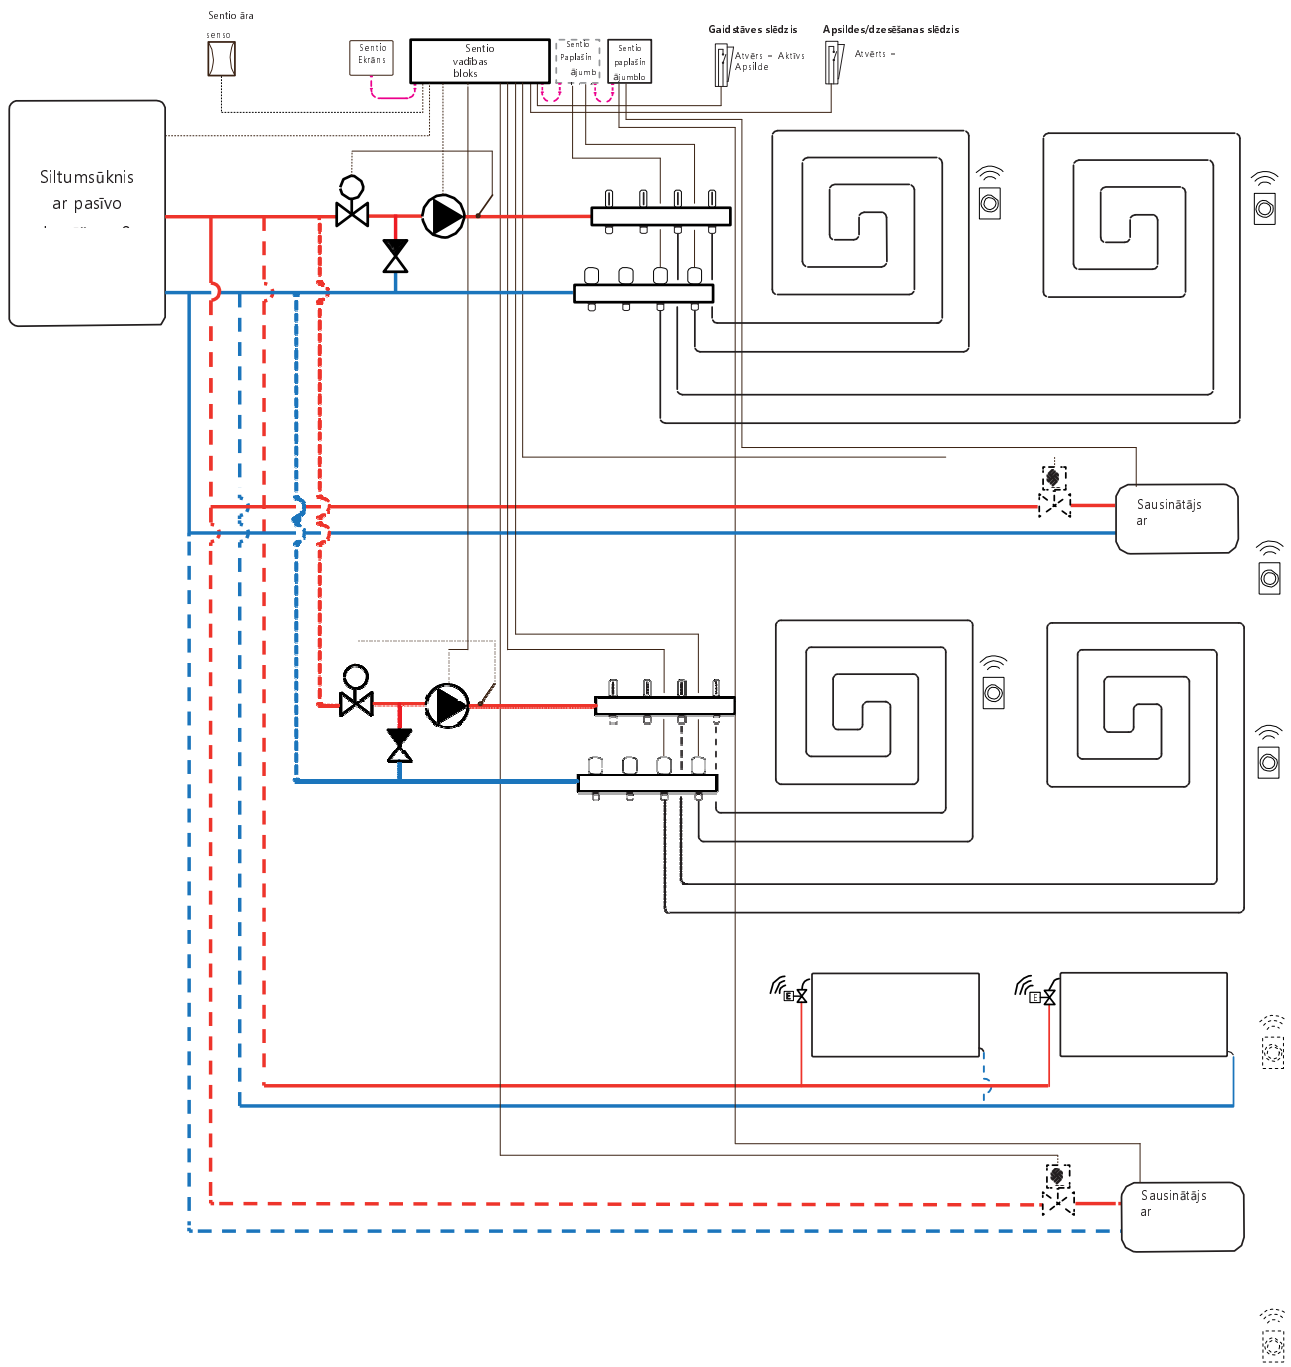 Sentio āra
senso
Sentio
Ekrāns
Sentio
vadības
bloks
Sentio
Paplašin
ājumb
Sentio
paplašin
ājumblo
Gaidstāves slēdzis
Atvērs – Aktīvs
Apsilde
Apsildes/dzesēšanas slēdzis
Atvērts –
Siltumsūknis
ar pasīvo
Sausinātājs
ar
E
E
Sausinātājs
ar